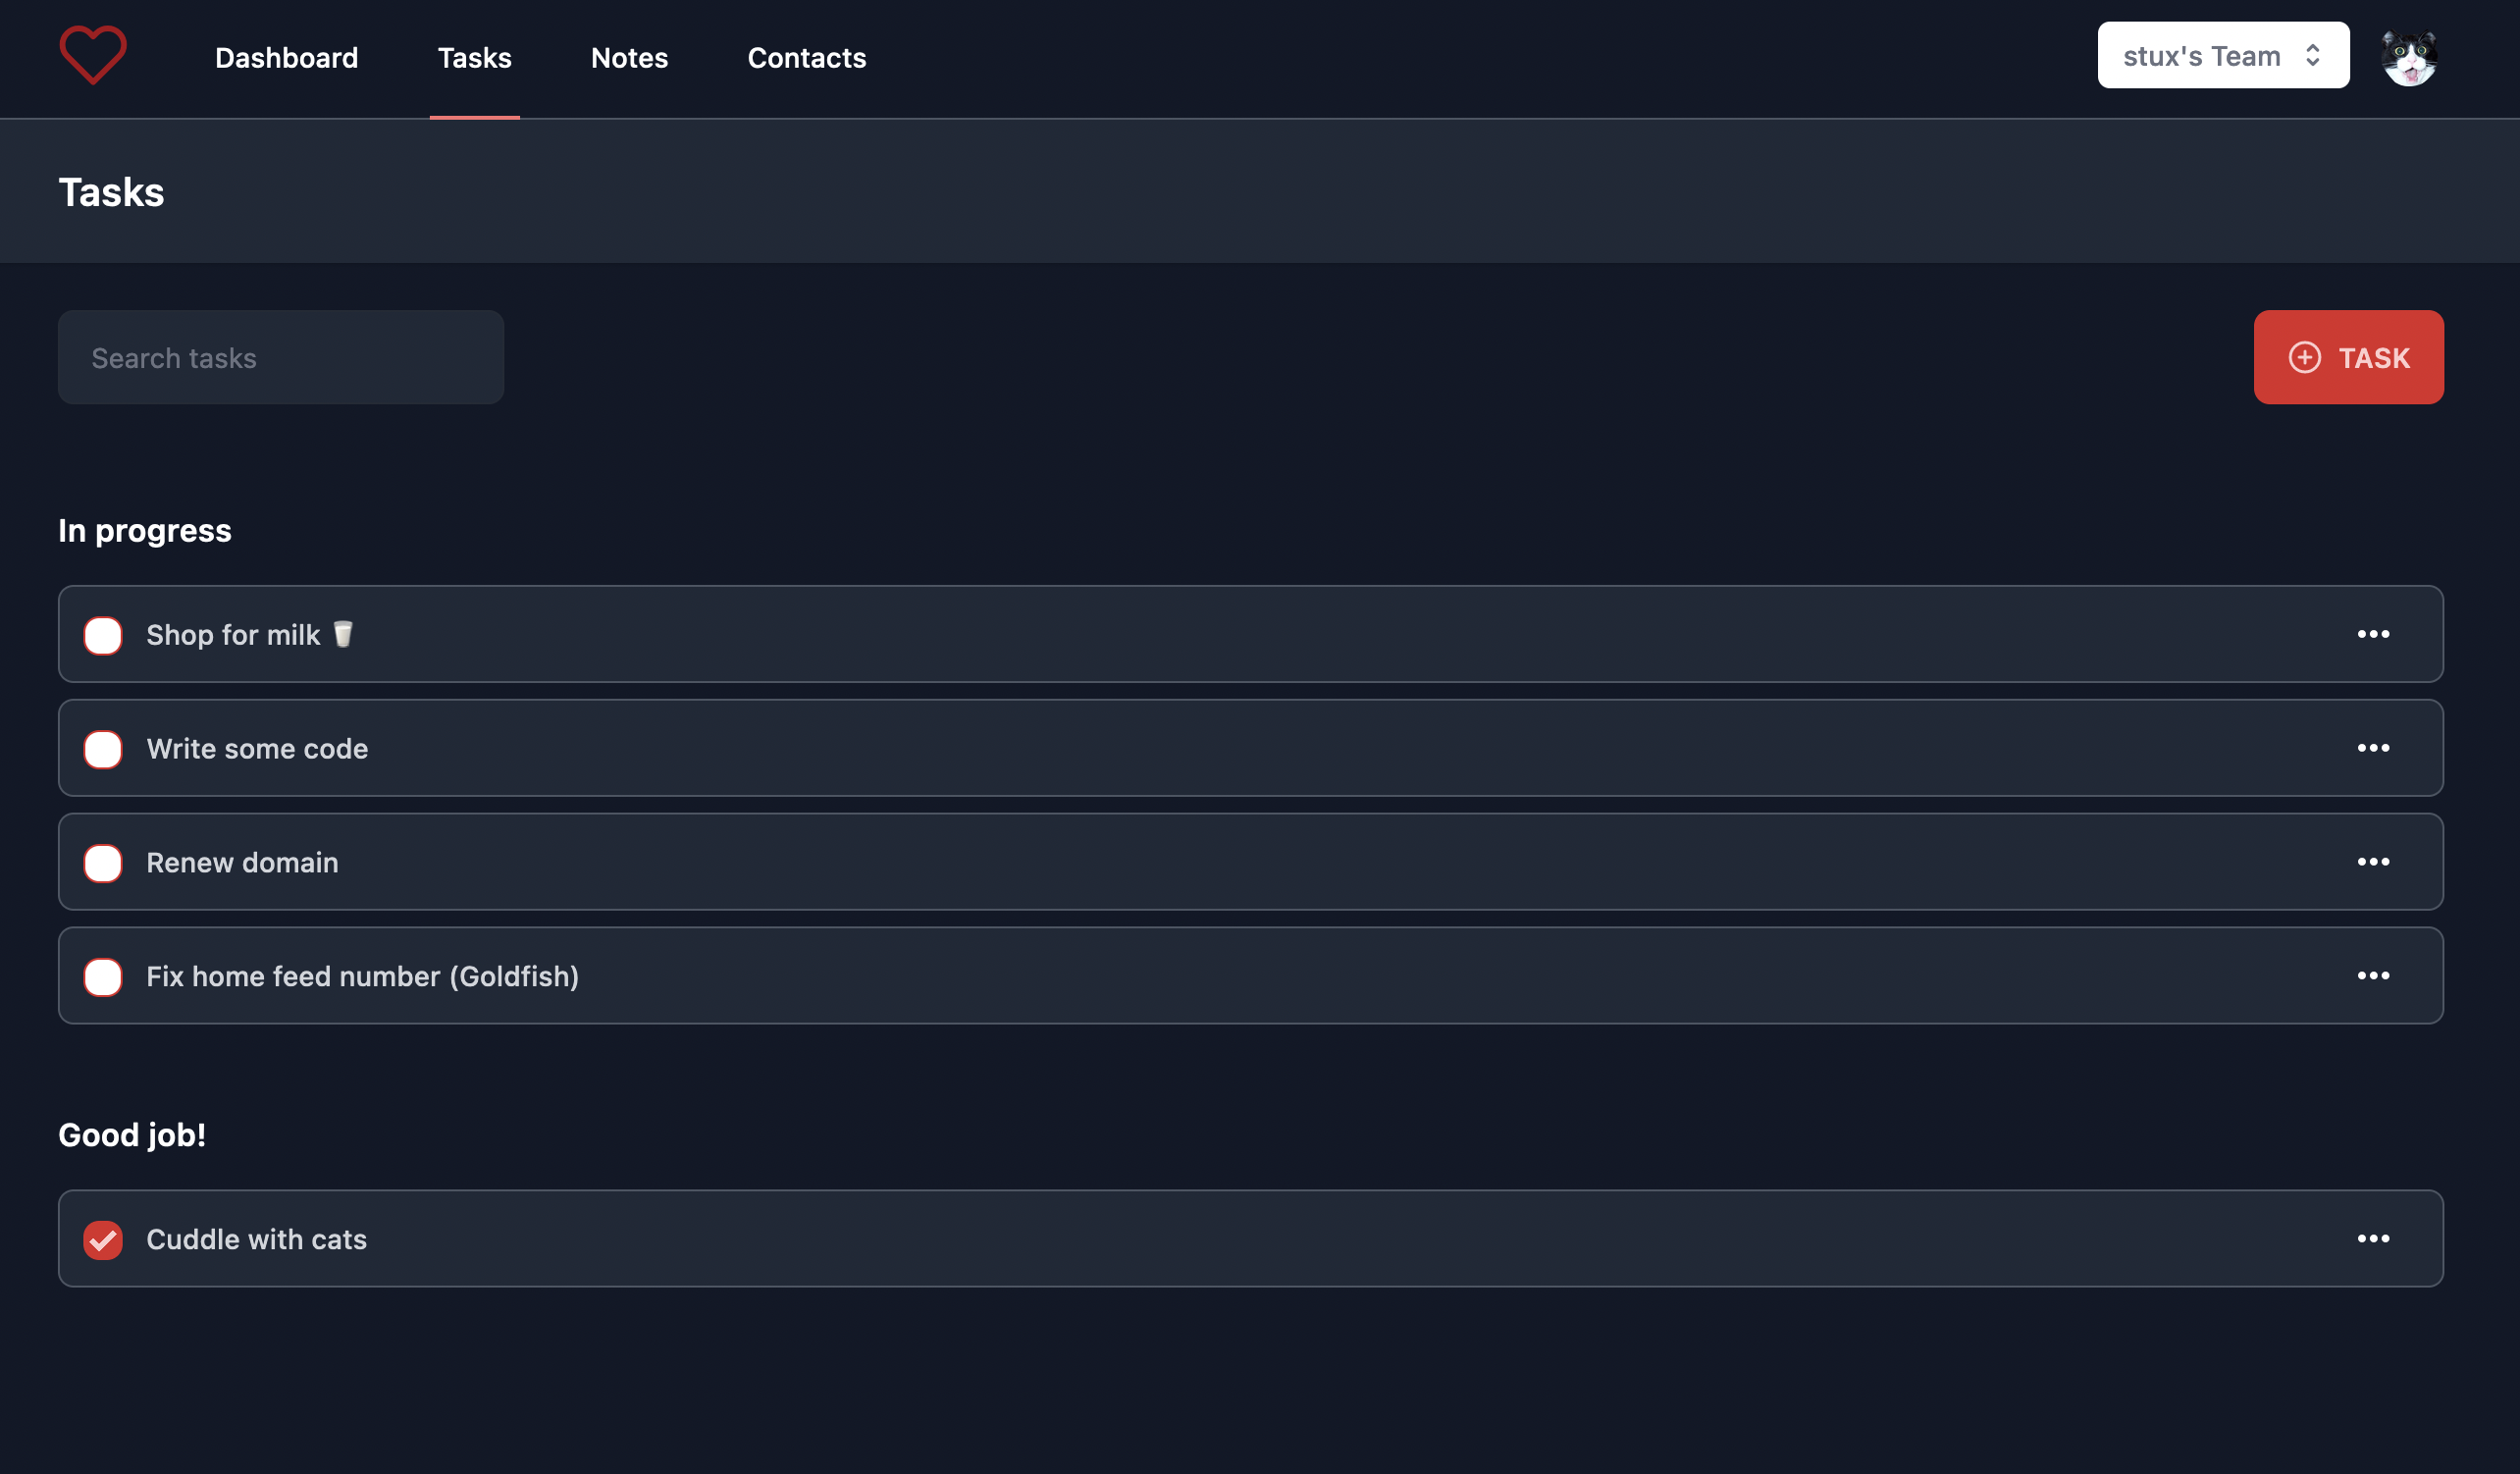 Dashboard
Tasks
Notes
Contacts
stux's Team
Tasks
Search tasks
TASK
In progress
Shop for milk 🥛
Write some code
Renew domain
Fix home feed number (Goldfish)
Good job!
Cuddle with cats